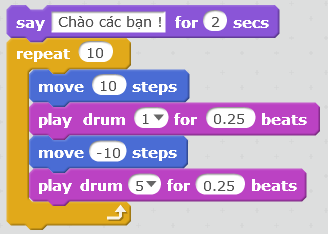 say Chào các bạn ! for 2 secs
repeat 10
move 10 steps
play drum 1 for 0.25 beats
move -10 steps
play drum 5 for 0.25 beats